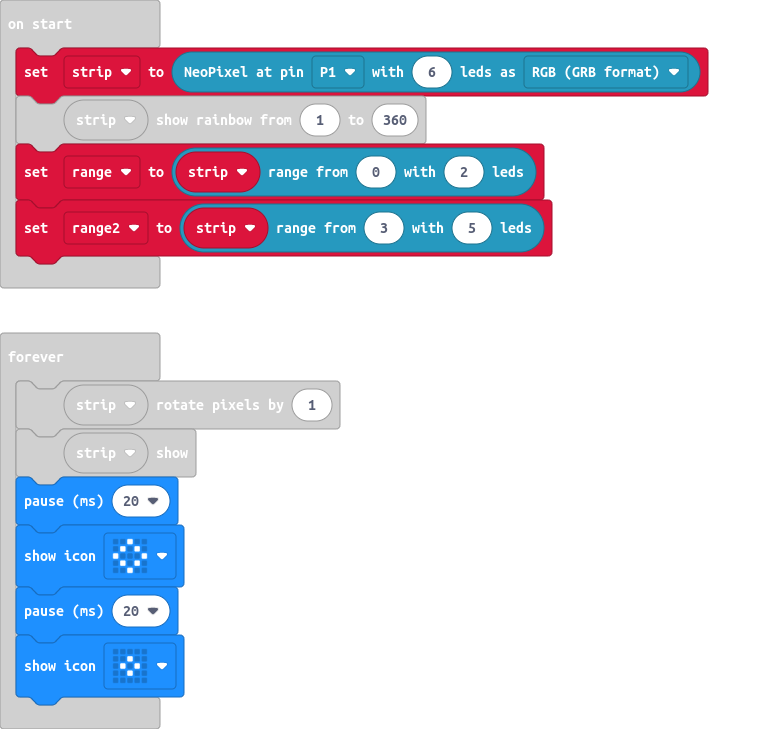 on start
set strip to NeoPixel at pin P1 with 6 leds as RGB (GRB format)
strip show rainbow from 1 to 360
set range to strip range from 0 with 2 leds
set range2 to strip range from 3 with 5 leds
forever
strip rotate pixels by 1
strip show
pause (ms) 20
show icon
pause (ms) 20
show icon